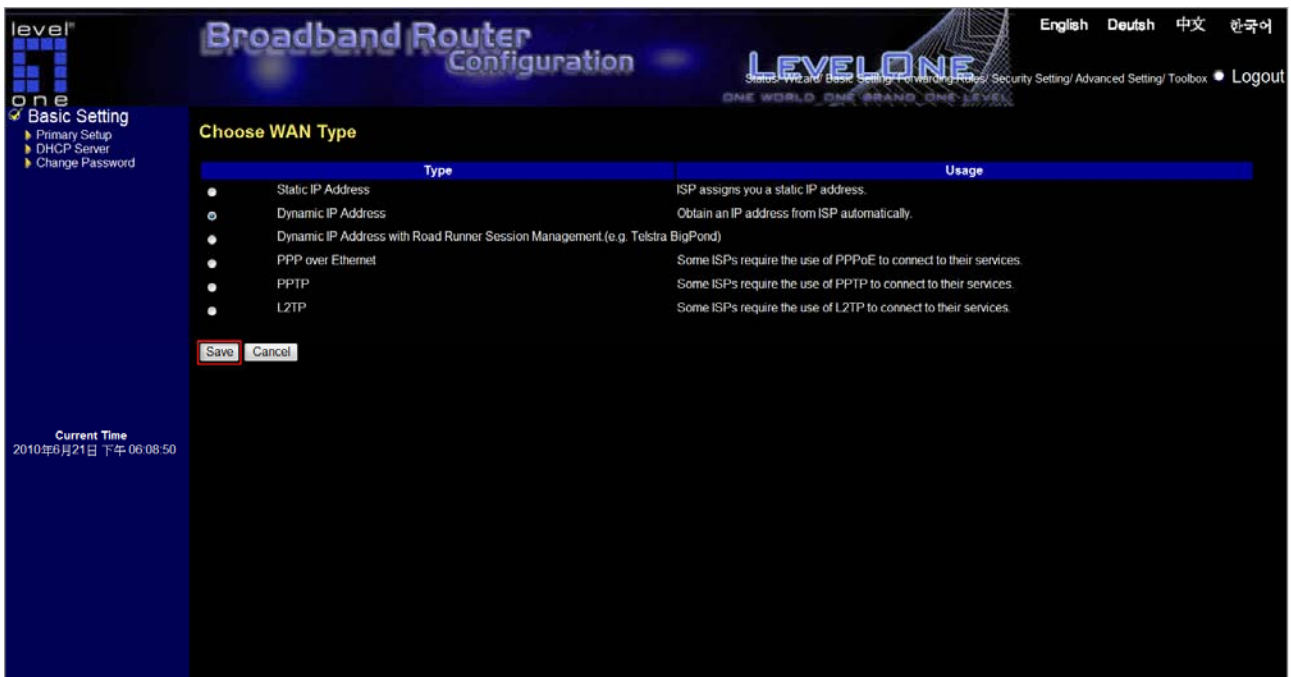 level one
Broadband Router
Configuration
English Deutsh 中文 한국어
LEVELONE
Status/ Wizard/ Basic Setting/ Forwarding Rules/ Security Setting/ Advanced Setting/ Toolbox Logout
ONE WORLD_ONE BRAND_ONE LEVEL
Basic Setting
Primary Setup
DHCP Server
Change Password
Choose WAN Type
Type Usage
Static IP Address ISP assigns you a static IP address.
Dynamic IP Address Obtain an IP address from ISP automatically.
Dynamic IP Address with Road Runner Session Management.(e.g. Telstra BigPond)
PPP over Ethernet Some ISPs require the use of PPPoE to connect to their services.
PPTP Some ISPs require the use of PPTP to connect to their services.
L2TP Some ISPs require the use of L2TP to connect to their services.
Save Cancel
Current Time
2010年6月21日 下午 06:08:50